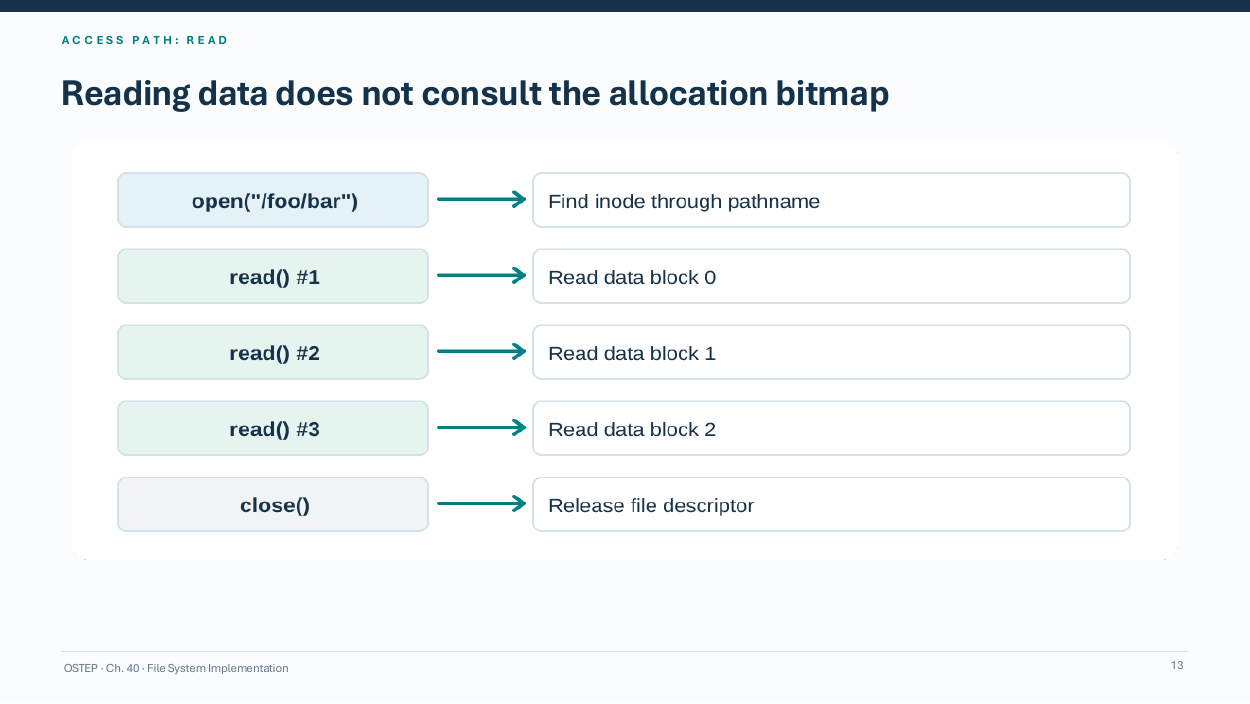 ACCESS PATH: READ
Reading data does not consult the allocation bitmap
open("/foo/bar")
Find inode through pathname
read() #1
Read data block 0
read() #2
Read data block 1
read() #3
Read data block 2
close()
Release file descriptor
OSTEP · Ch. 40 · File System Implementation
13